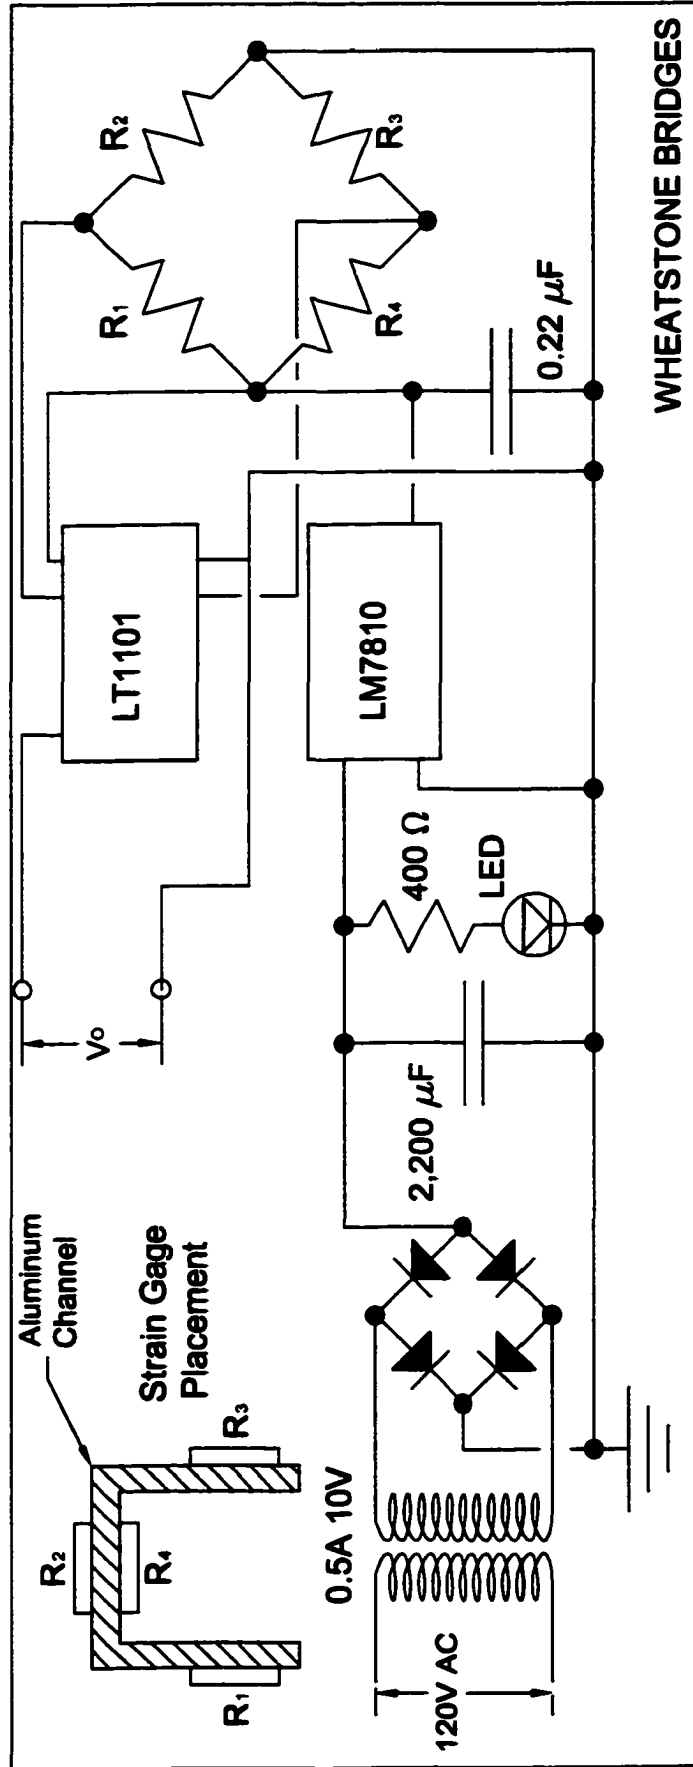 Aluminum
Channel
R2
R4
R1
R3
Strain Gage
Placement
Vo
LT1101
R1
R2
R4
R3
0.5A 10V
120V AC
2,200 μF
400 Ω
LED
LM7810
0.22 μF
WHEATSTONE BRIDGES